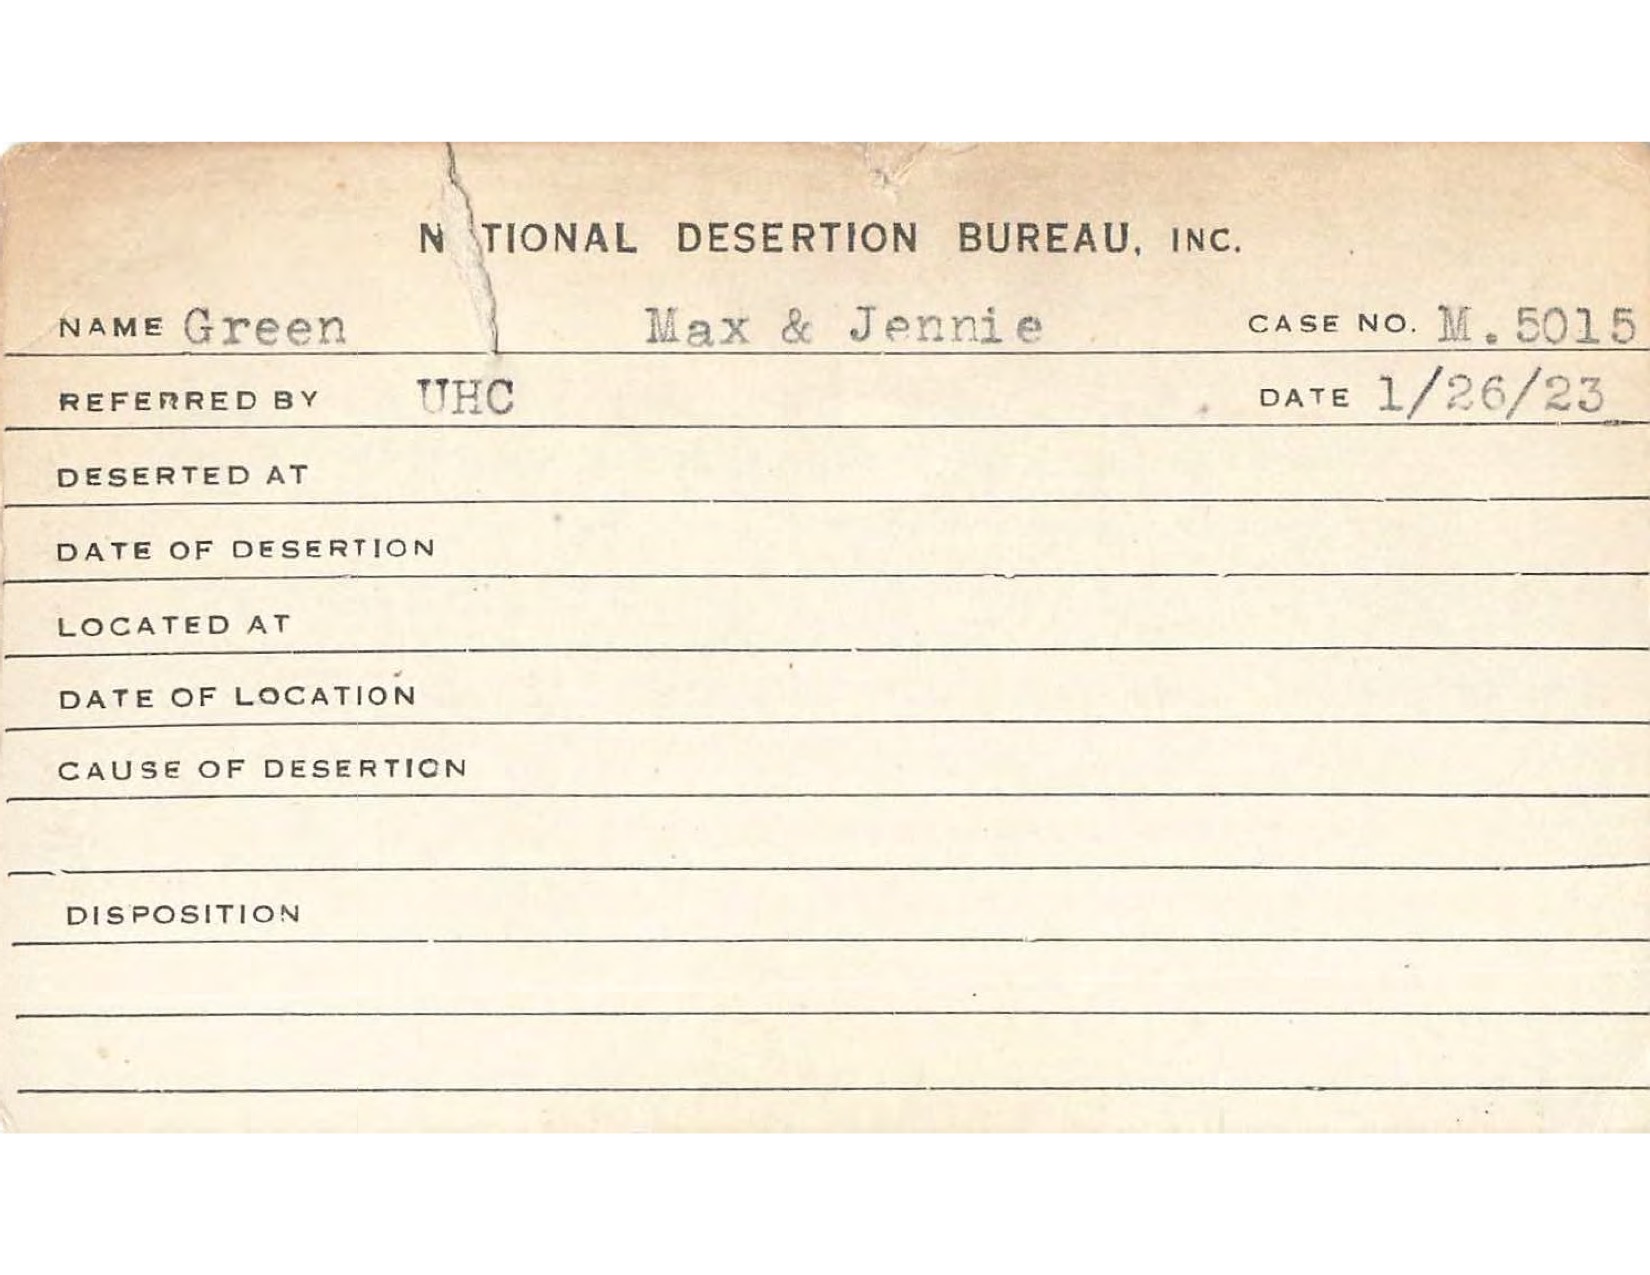 NATIONAL DESERTION BUREAU, INC.
NAME Green Max & Jennie CASE NO. M.5015
REFERRED BY UHC DATE 1/26/23
DESERTED AT
DATE OF DESERTION
LOCATED AT
DATE OF LOCATION
CAUSE OF DESERTION
DISPOSITION